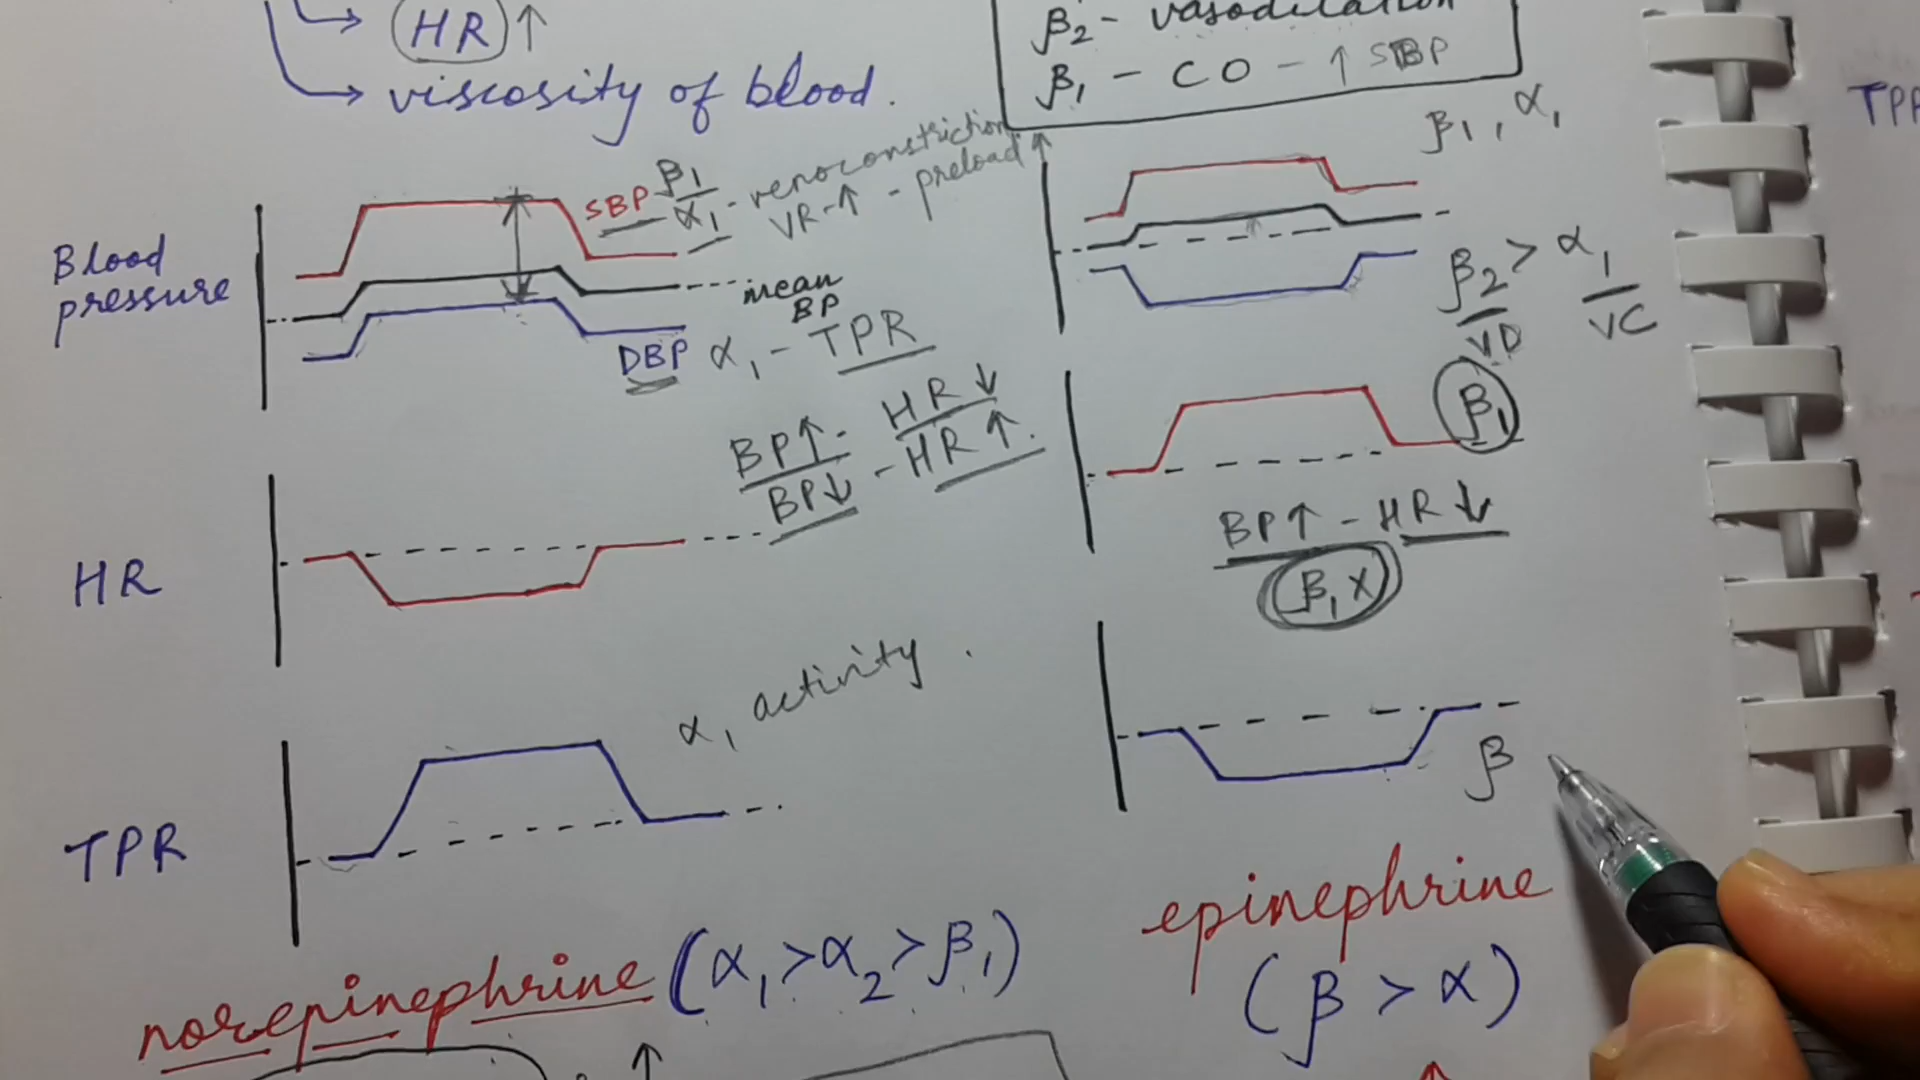 HR ↑
viscosity of blood.
β2 - vasodilation
β1 - CO - ↑ SBP
TPR
Blood
pressure
SBP
β1
α1 - venoconstriction
VR-↑ - preload ↑
mean
BP
DBP
α1 - TPR
BP↑ - HR↓
BP↓ - HR↑.
β1, α1
β2 > α1
VD
VC
HR
β1
BP↑ - HR↓
β1 X
TPR
α1 activity.
β
norepinephrine (α1>α2>β1)
epinephrine
(β > α)
↑